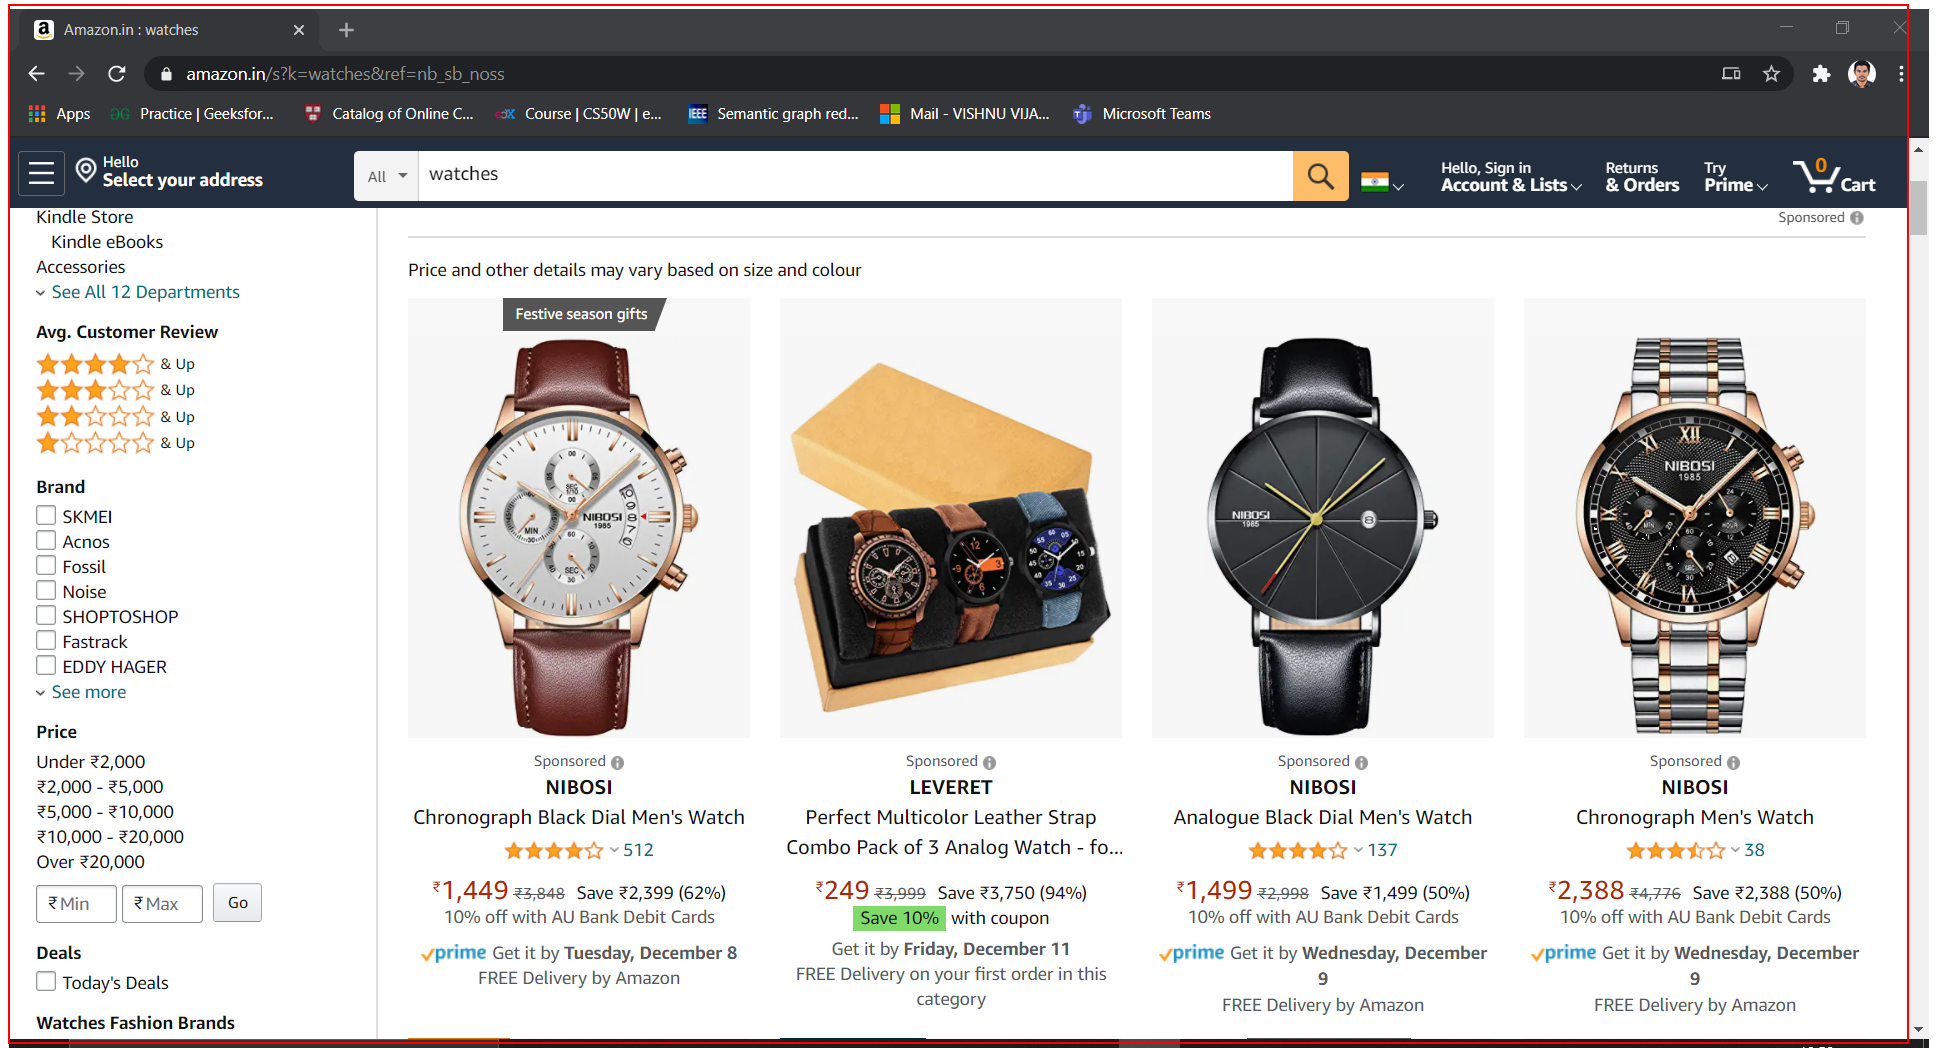 Amazon.in : watches
amazon.in/s?k=watches&ref=nb_sb_noss
Apps
Practice | Geeksfor...
Catalog of Online C...
Course | CS50W | e...
IEEE
Semantic graph red...
Mail - VISHNU VIJA...
Microsoft Teams
Hello
Select your address
All
watches
Hello, Sign in
Account & Lists
Returns
& Orders
Try
Prime
0
Cart
Kindle Store
Kindle eBooks
Accessories
See All 12 Departments
Avg. Customer Review
& Up
& Up
& Up
& Up
Brand
SKMEI
Acnos
Fossil
Noise
SHOPTOSHOP
Fastrack
EDDY HAGER
See more
Price
Under ₹2,000
₹2,000 - ₹5,000
₹5,000 - ₹10,000
₹10,000 - ₹20,000
Over ₹20,000
₹ Min
₹ Max
Go
Deals
Today's Deals
Watches Fashion Brands
Sponsored
Price and other details may vary based on size and colour
Festive season gifts
NIBOSI
1985
Sponsored
NIBOSI
Chronograph Black Dial Men's Watch
512
₹1,449 ₹3,848 Save ₹2,399 (62%)
10% off with AU Bank Debit Cards
prime Get it by Tuesday, December 8
FREE Delivery by Amazon
Sponsored
LEVERET
Perfect Multicolor Leather Strap
Combo Pack of 3 Analog Watch - fo...
₹249 ₹3,999 Save ₹3,750 (94%)
Save 10% with coupon
Get it by Friday, December 11
FREE Delivery on your first order in this
category
NIBOSI
1985
8
Sponsored
NIBOSI
Analogue Black Dial Men's Watch
137
₹1,499 ₹2,998 Save ₹1,499 (50%)
10% off with AU Bank Debit Cards
prime Get it by Wednesday, December
9
FREE Delivery by Amazon
NIBOSI
1985
Sponsored
NIBOSI
Chronograph Men's Watch
38
₹2,388 ₹4,776 Save ₹2,388 (50%)
10% off with AU Bank Debit Cards
prime Get it by Wednesday, December
9
FREE Delivery by Amazon